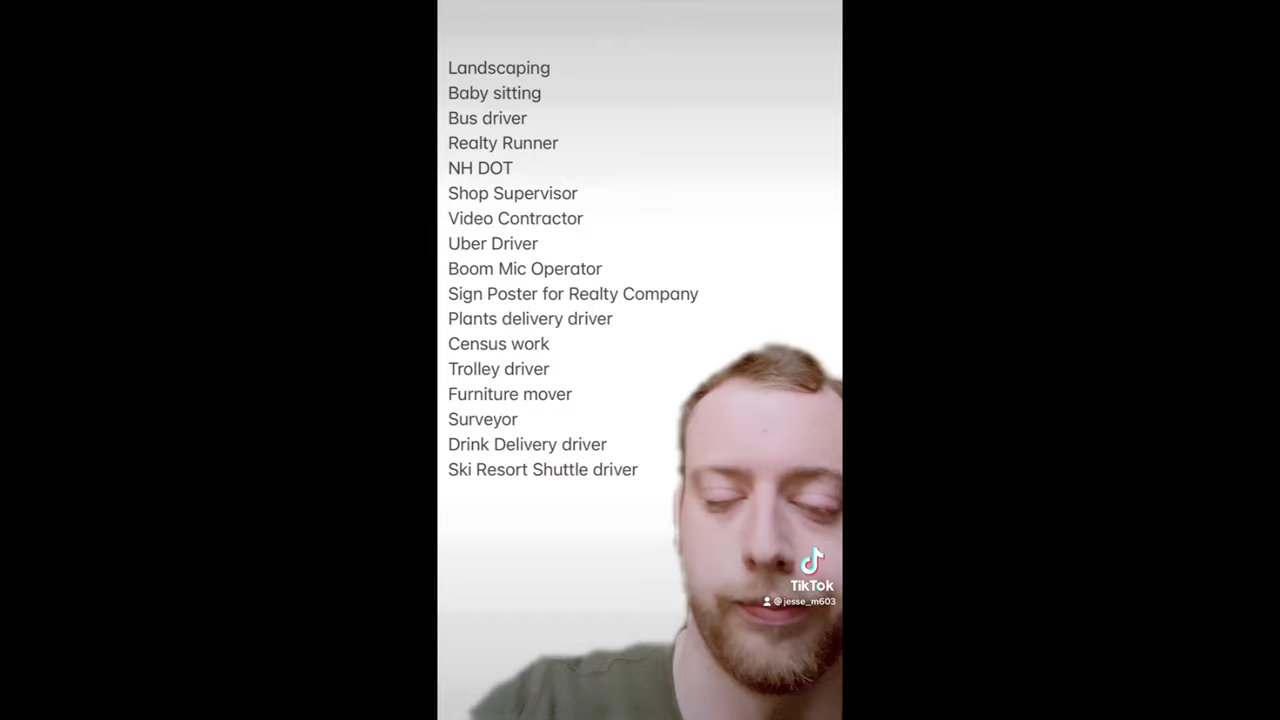 Landscaping
Baby sitting
Bus driver
Realty Runner
NH DOT
Shop Supervisor
Video Contractor
Uber Driver
Boom Mic Operator
Sign Poster for Realty Company
Plants delivery driver
Census work
Trolley driver
Furniture mover
Surveyor
Drink Delivery driver
Ski Resort Shuttle driver
TikTok
@jesse_m603